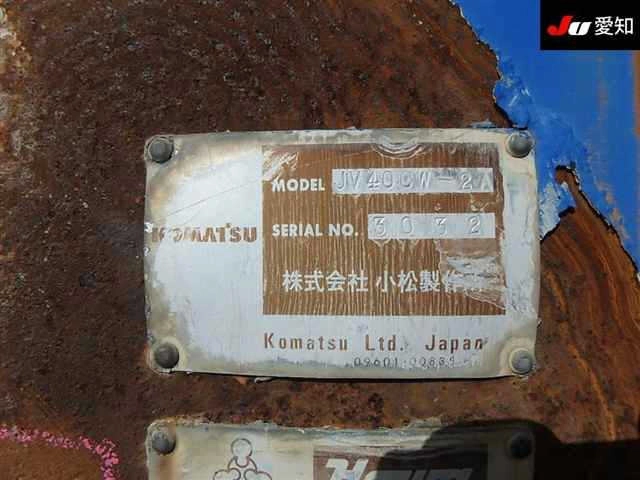 JU 愛知
MODEL JV40CW-2A
KOMATSU
SERIAL NO. 3032
株式会社 小松製作
Komatsu Ltd. Japan